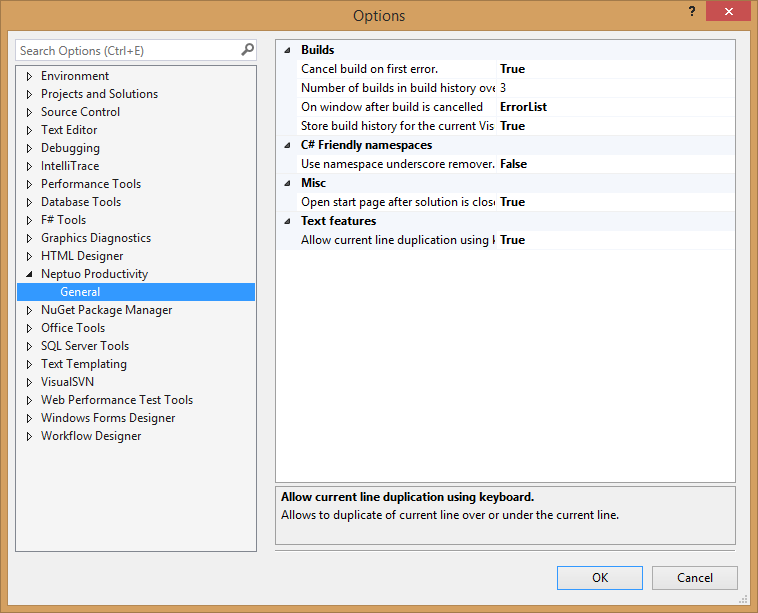 Options
?
Search Options (Ctrl+E)
Environment
Projects and Solutions
Source Control
Text Editor
Debugging
IntelliTrace
Performance Tools
Database Tools
F# Tools
Graphics Diagnostics
HTML Designer
Neptuo Productivity
General
NuGet Package Manager
Office Tools
SQL Server Tools
Text Templating
VisualSVN
Web Performance Test Tools
Windows Forms Designer
Workflow Designer
Builds
Cancel build on first error. True
Number of builds in build history ove 3
On window after build is cancelled ErrorList
Store build history for the current Vis True
C# Friendly namespaces
Use namespace underscore remover. False
Misc
Open start page after solution is close True
Text features
Allow current line duplication using k True
Allow current line duplication using keyboard.
Allows to duplicate of current line over or under the current line.
OK Cancel